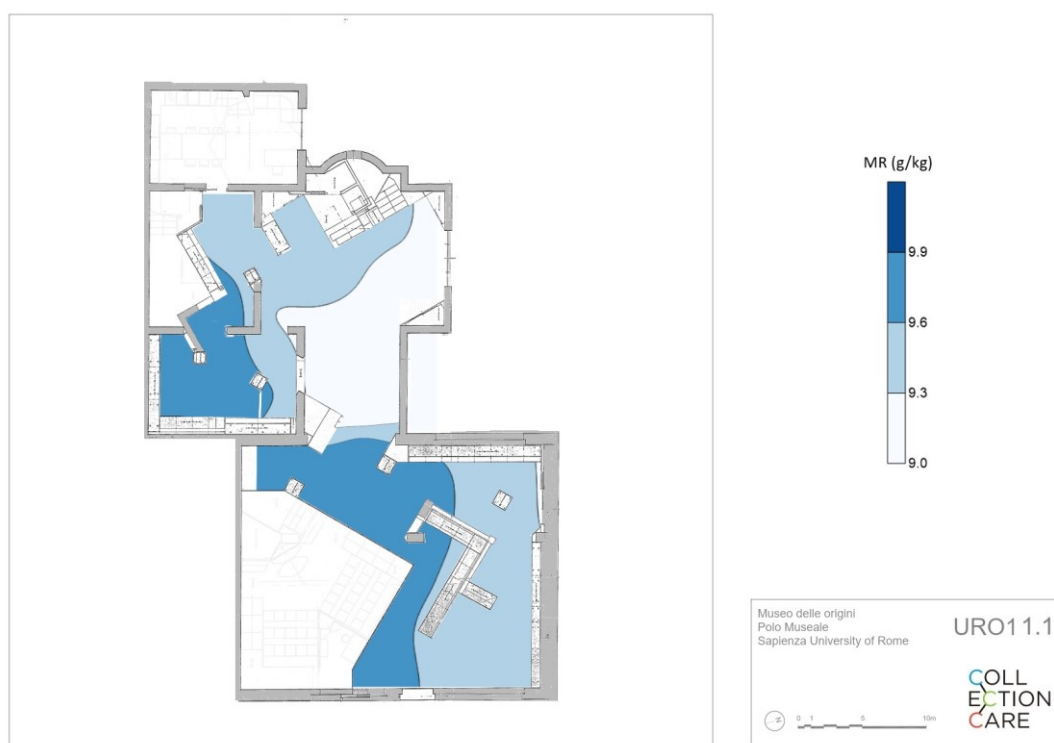 MR (g/kg)
9.9
9.6
9.3
9.0
Museo delle origini
Polo Museale
Sapienza University of Rome
URO11.1
0 1 5 10m
COLL
ECTION
CARE